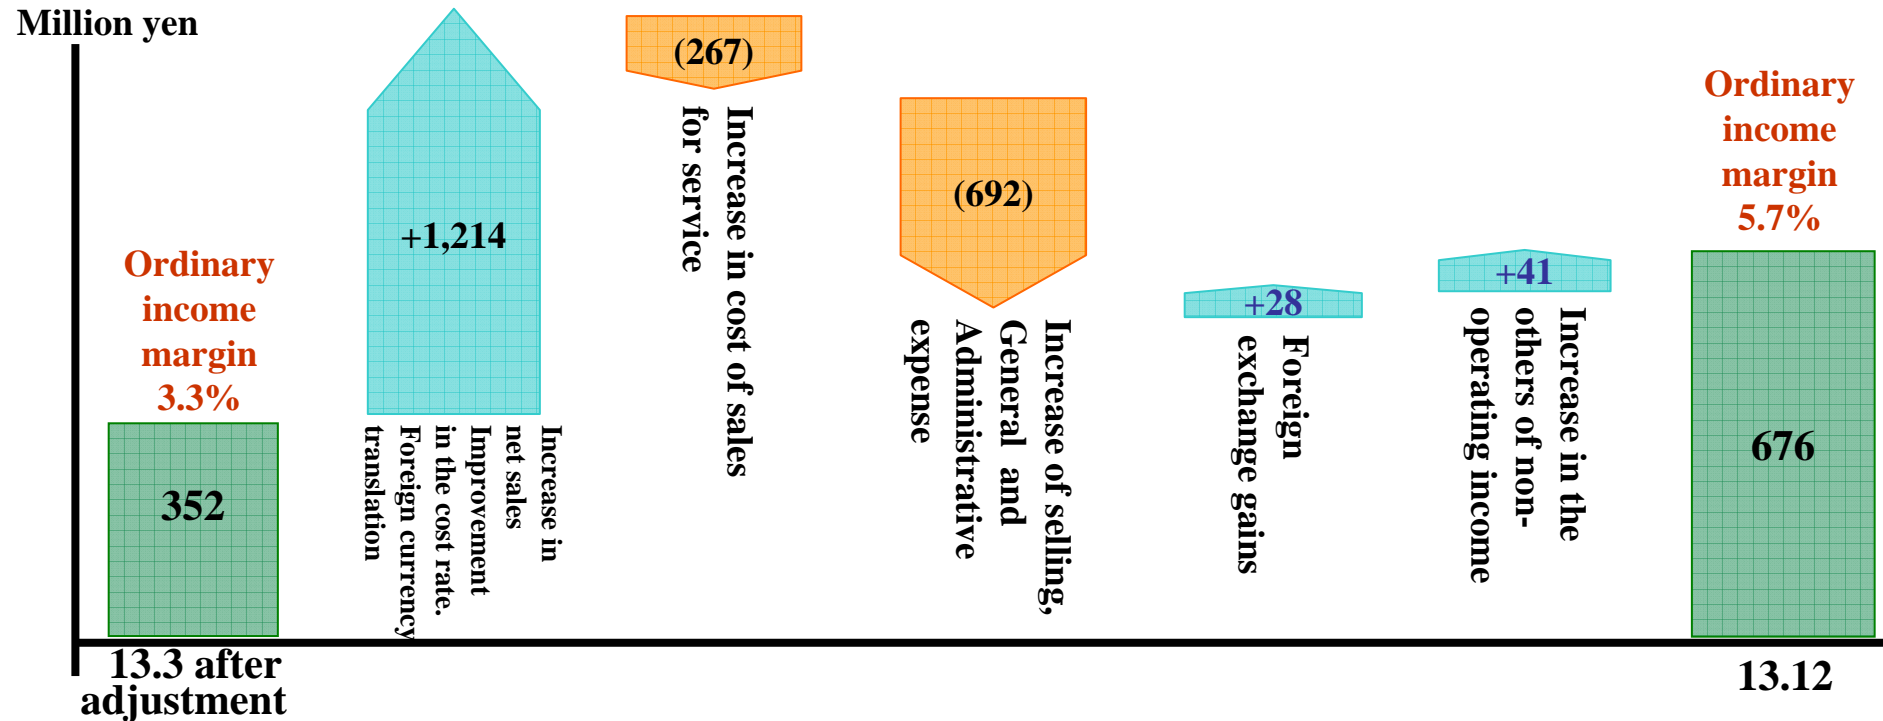 Million yen
Ordinary
income
margin
3.3%
352
13.3 after
adjustment
+1,214
Increase in
net sales
Improvement
in the cost rate.
Foreign currency
translation
(267)
Increase in cost of sales
for service
(692)
Increase of selling,
General and
Administrative
expense
+28
Foreign
exchange gains
+41
Increase in the
others of non-
operating income
Ordinary
income
margin
5.7%
676
13.12